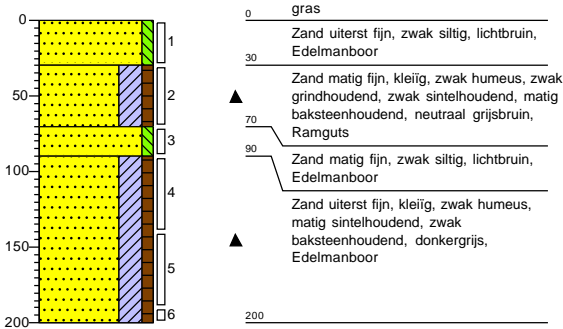 0
50
100
150
200
1
2
3
4
5
6
0
gras
Zand uiterst fijn, zwak siltig, lichtbruin,
Edelmanboor
30
Zand matig fijn, kleiïg, zwak humeus, zwak
grindhoudend, zwak sintelhoudend, matig
baksteenhoudend, neutraal grijsbruin,
Ramguts
70
Zand matig fijn, zwak siltig, lichtbruin,
Edelmanboor
90
Zand uiterst fijn, kleiïg, zwak humeus,
matig sintelhoudend, zwak
baksteenhoudend, donkergrijs,
Edelmanboor
200